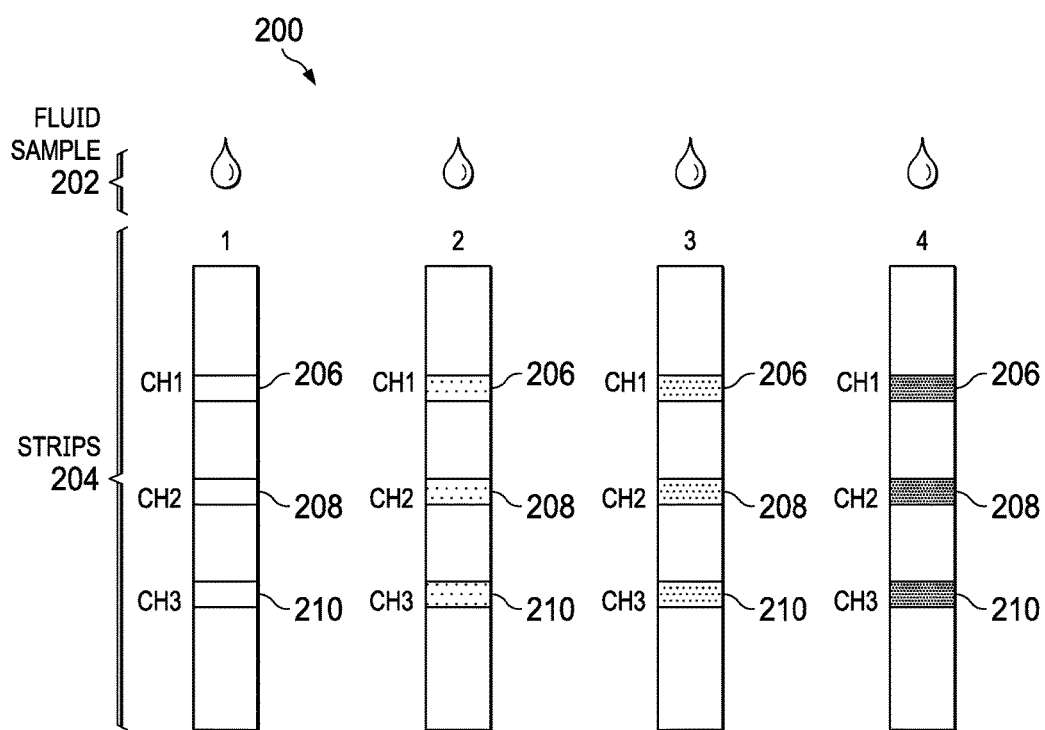 200
FLUID
SAMPLE
202
1 2 3 4
CH1 206 CH1 206 CH1 206 CH1 206
STRIPS
204
CH2 208 CH2 208 CH2 208 CH2 208
CH3 210 CH3 210 CH3 210 CH3 210